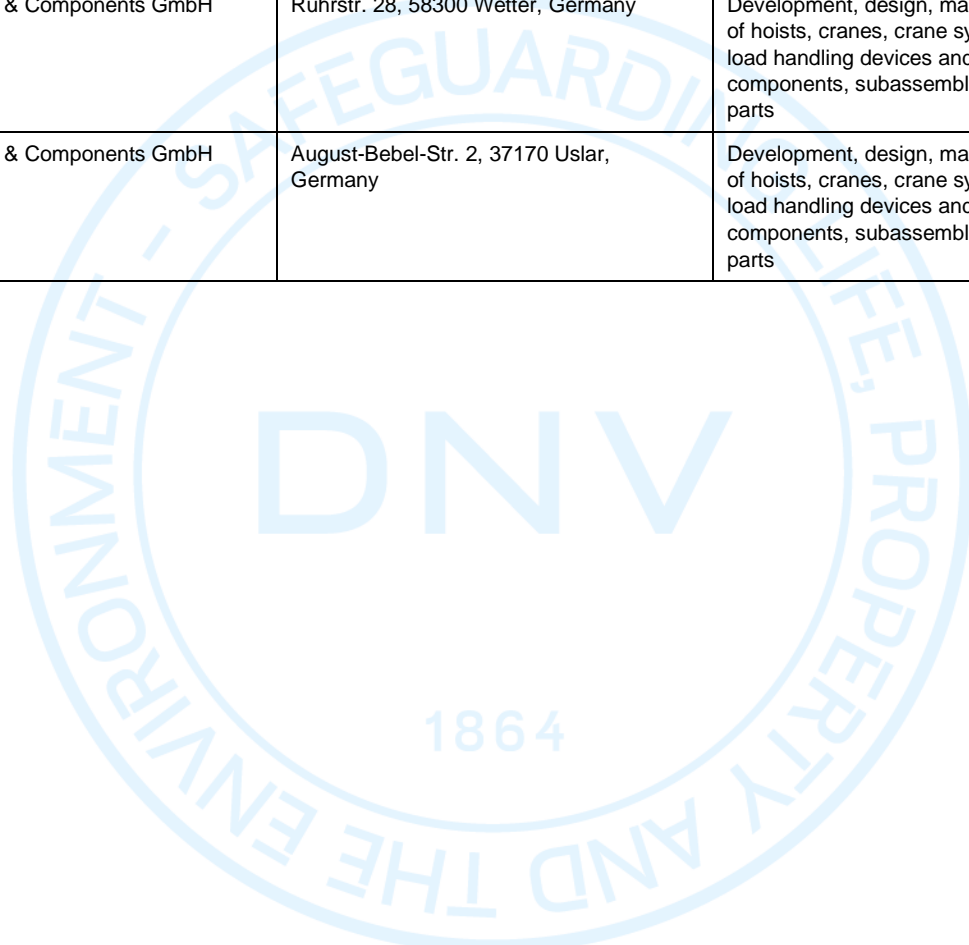 & Components GmbH
Ruhrstr. 28, 58300 Wetter, Germany
Development, design, ma
of hoists, cranes, crane sy
load handling devices and
components, subassembl
parts
& Components GmbH
August-Bebel-Str. 2, 37170 Uslar,
Germany
Development, design, ma
of hoists, cranes, crane sy
load handling devices and
components, subassembl
parts
SAFEGUARDING LIFE, PROPERTY AND THE ENVIRONMENT -
DNV
1864